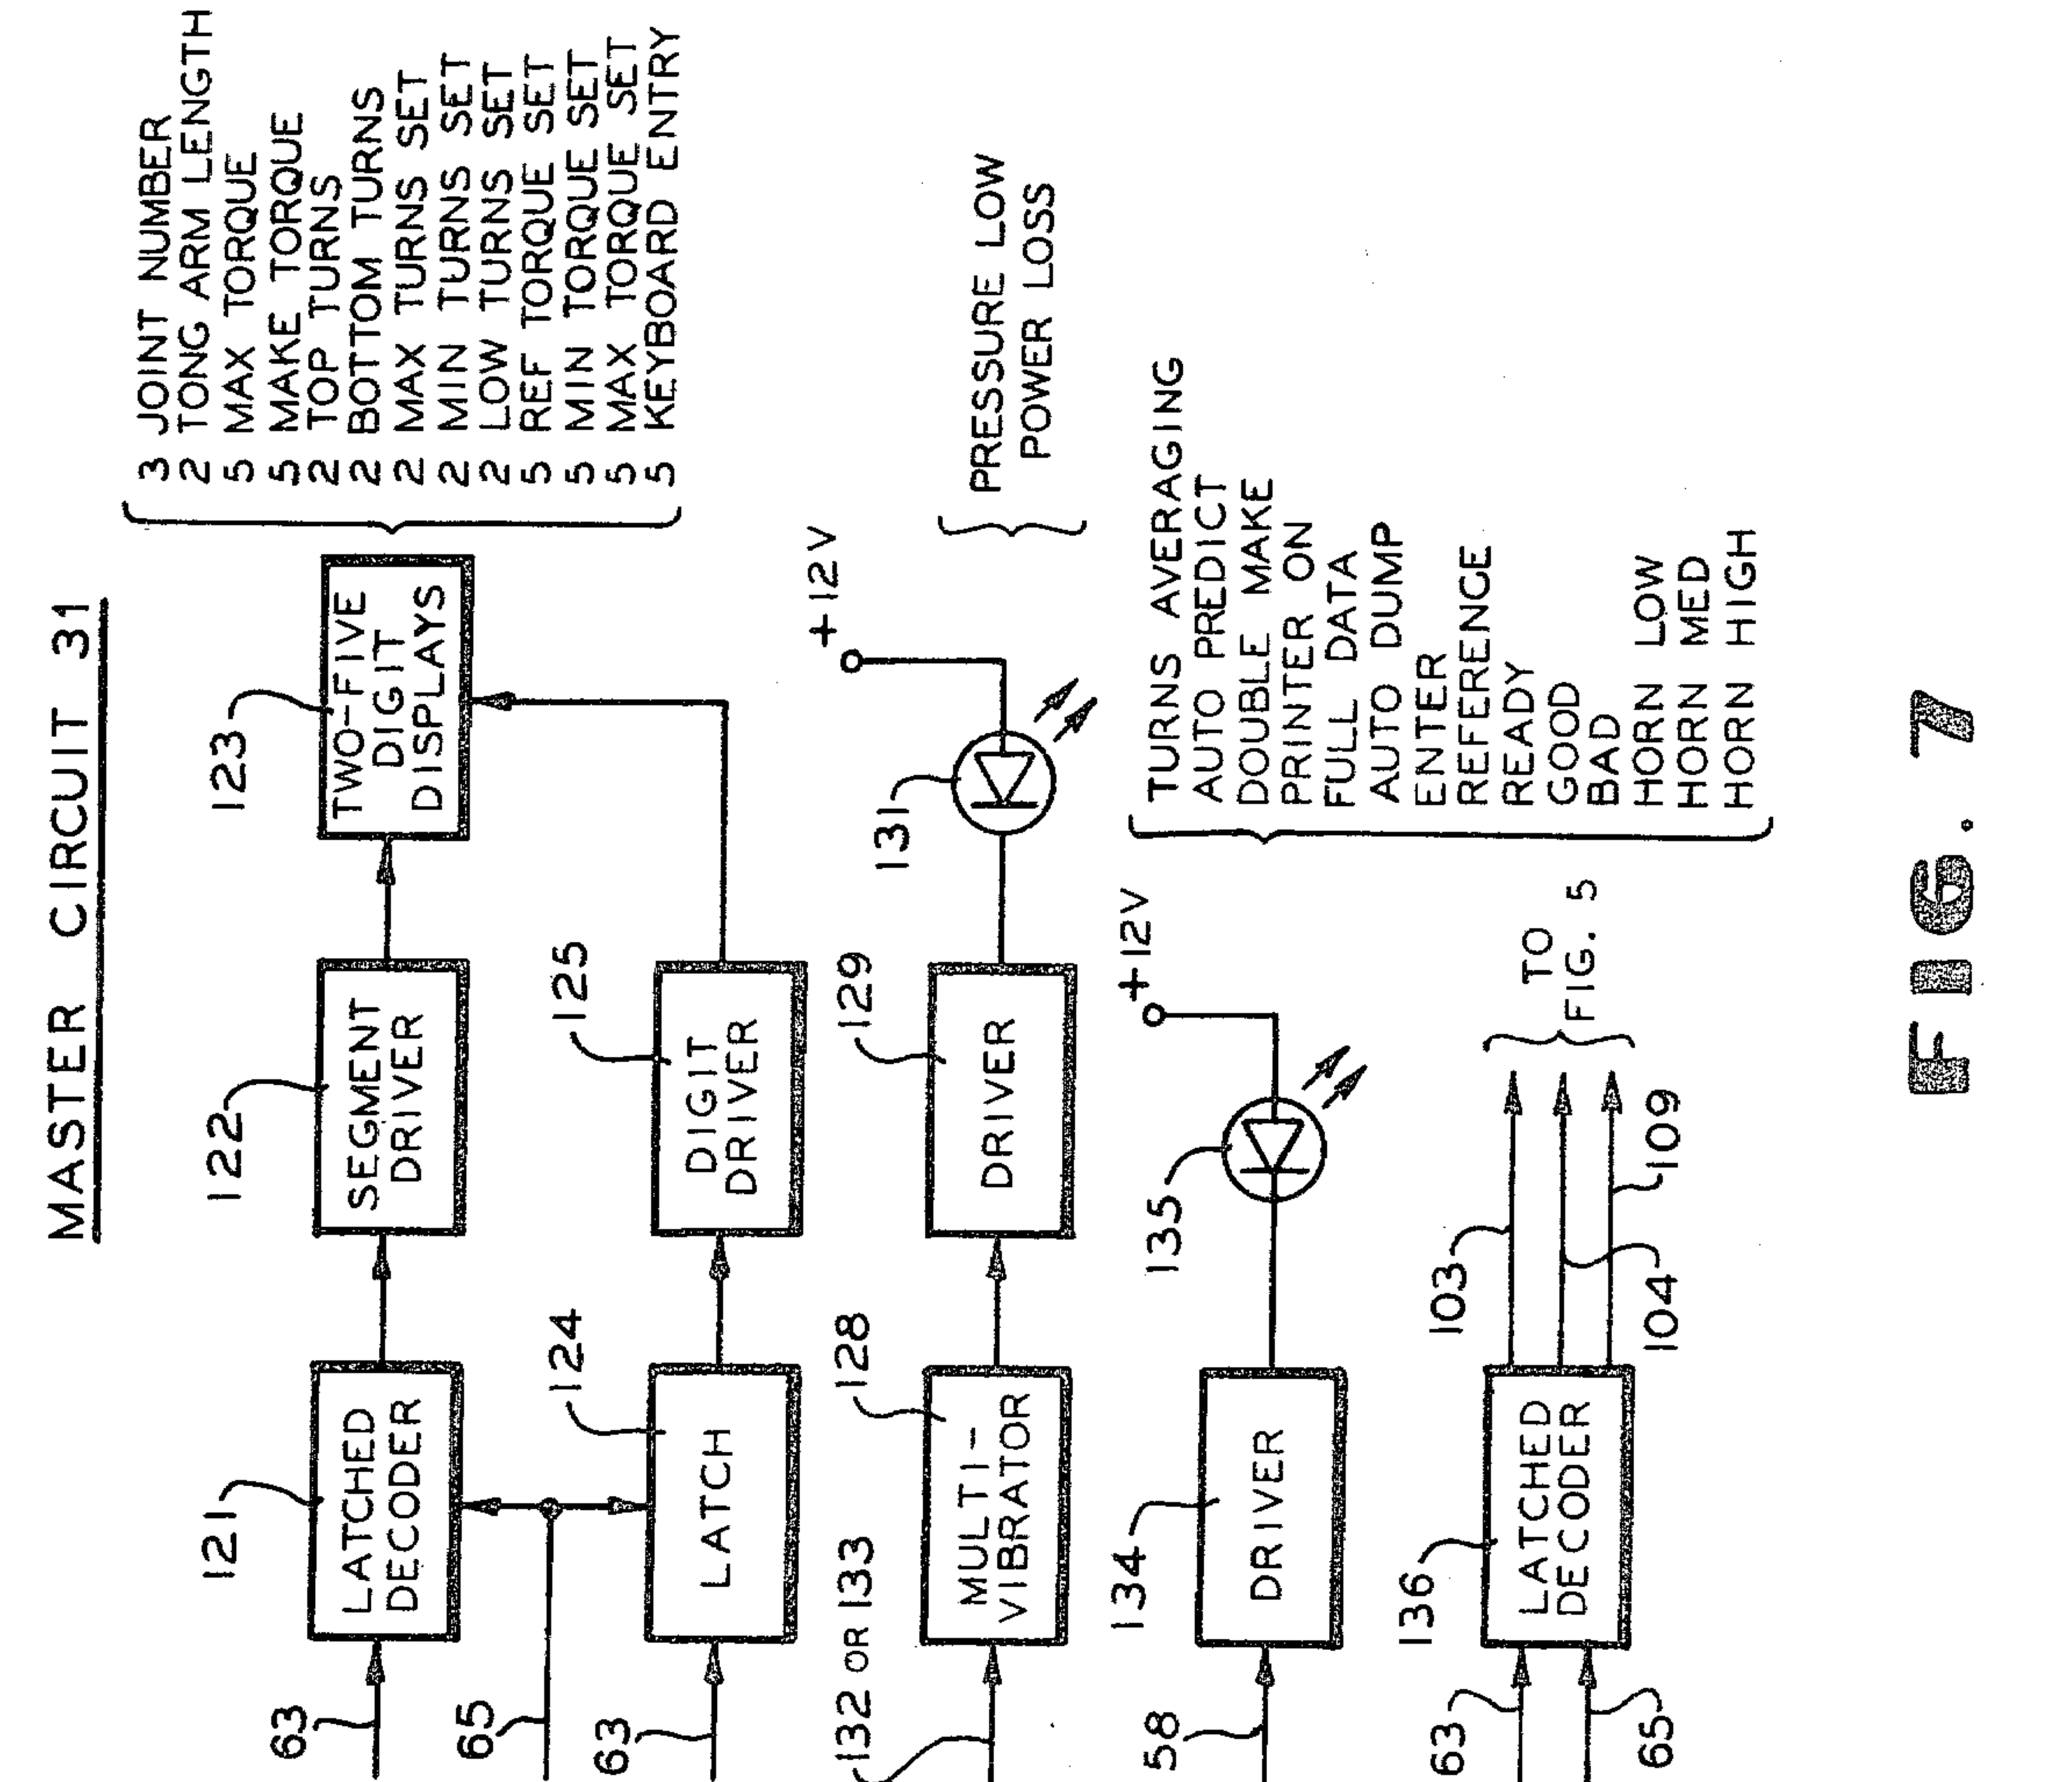 MASTER CIRCUIT 31
63
121
LATCHED
DECODER
122
SEGMENT
DRIVER
123
TWO-FIVE
DIGIT
DISPLAYS
3 JOINT NUMBER
2 TONG ARM LENGTH
5 MAX TORQUE
5 MAKE TORQUE
2 TOP TURNS
2 BOTTOM TURNS
2 MAX TURNS SET
2 MIN TURNS SET
2 LOW TURNS SET
5 REF TORQUE SET
5 MIN TORQUE SET
5 MAX TORQUE SET
5 KEYBOARD ENTRY
65
63
124
LATCH
125
DIGIT
DRIVER
132 OR 133
128
MULTI-
VIBRATOR
129
DRIVER
131
+12V
PRESSURE LOW
POWER LOSS
58
134
DRIVER
135
+12V
TURNS AVERAGING
AUTO PREDICT
DOUBLE MAKE
PRINTER ON
FULL DATA
AUTO DUMP
ENTER
REFERENCE
READY
GOOD
BAD
HORN LOW
HORN MED
HORN HIGH
63
65
136
LATCHED
DECODER
103
104
109
TO
FIG. 5
FIG. 7